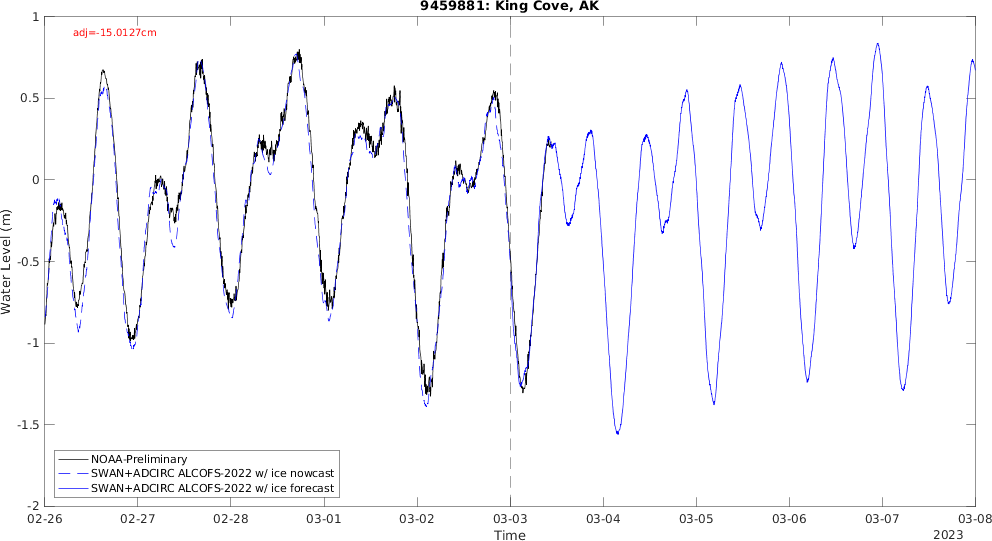 9459881: King Cove, AK
adj=-15.0127cm
1
0.5
0
-0.5
-1
-1.5
-2
Water Level (m)
NOAA-Preliminary
SWAN+ADCIRC ALCOFS-2022 w/ ice nowcast
SWAN+ADCIRC ALCOFS-2022 w/ ice forecast
02-26 02-27 02-28 03-01 03-02 03-03 03-04 03-05 03-06 03-07 03-08
Time
2023